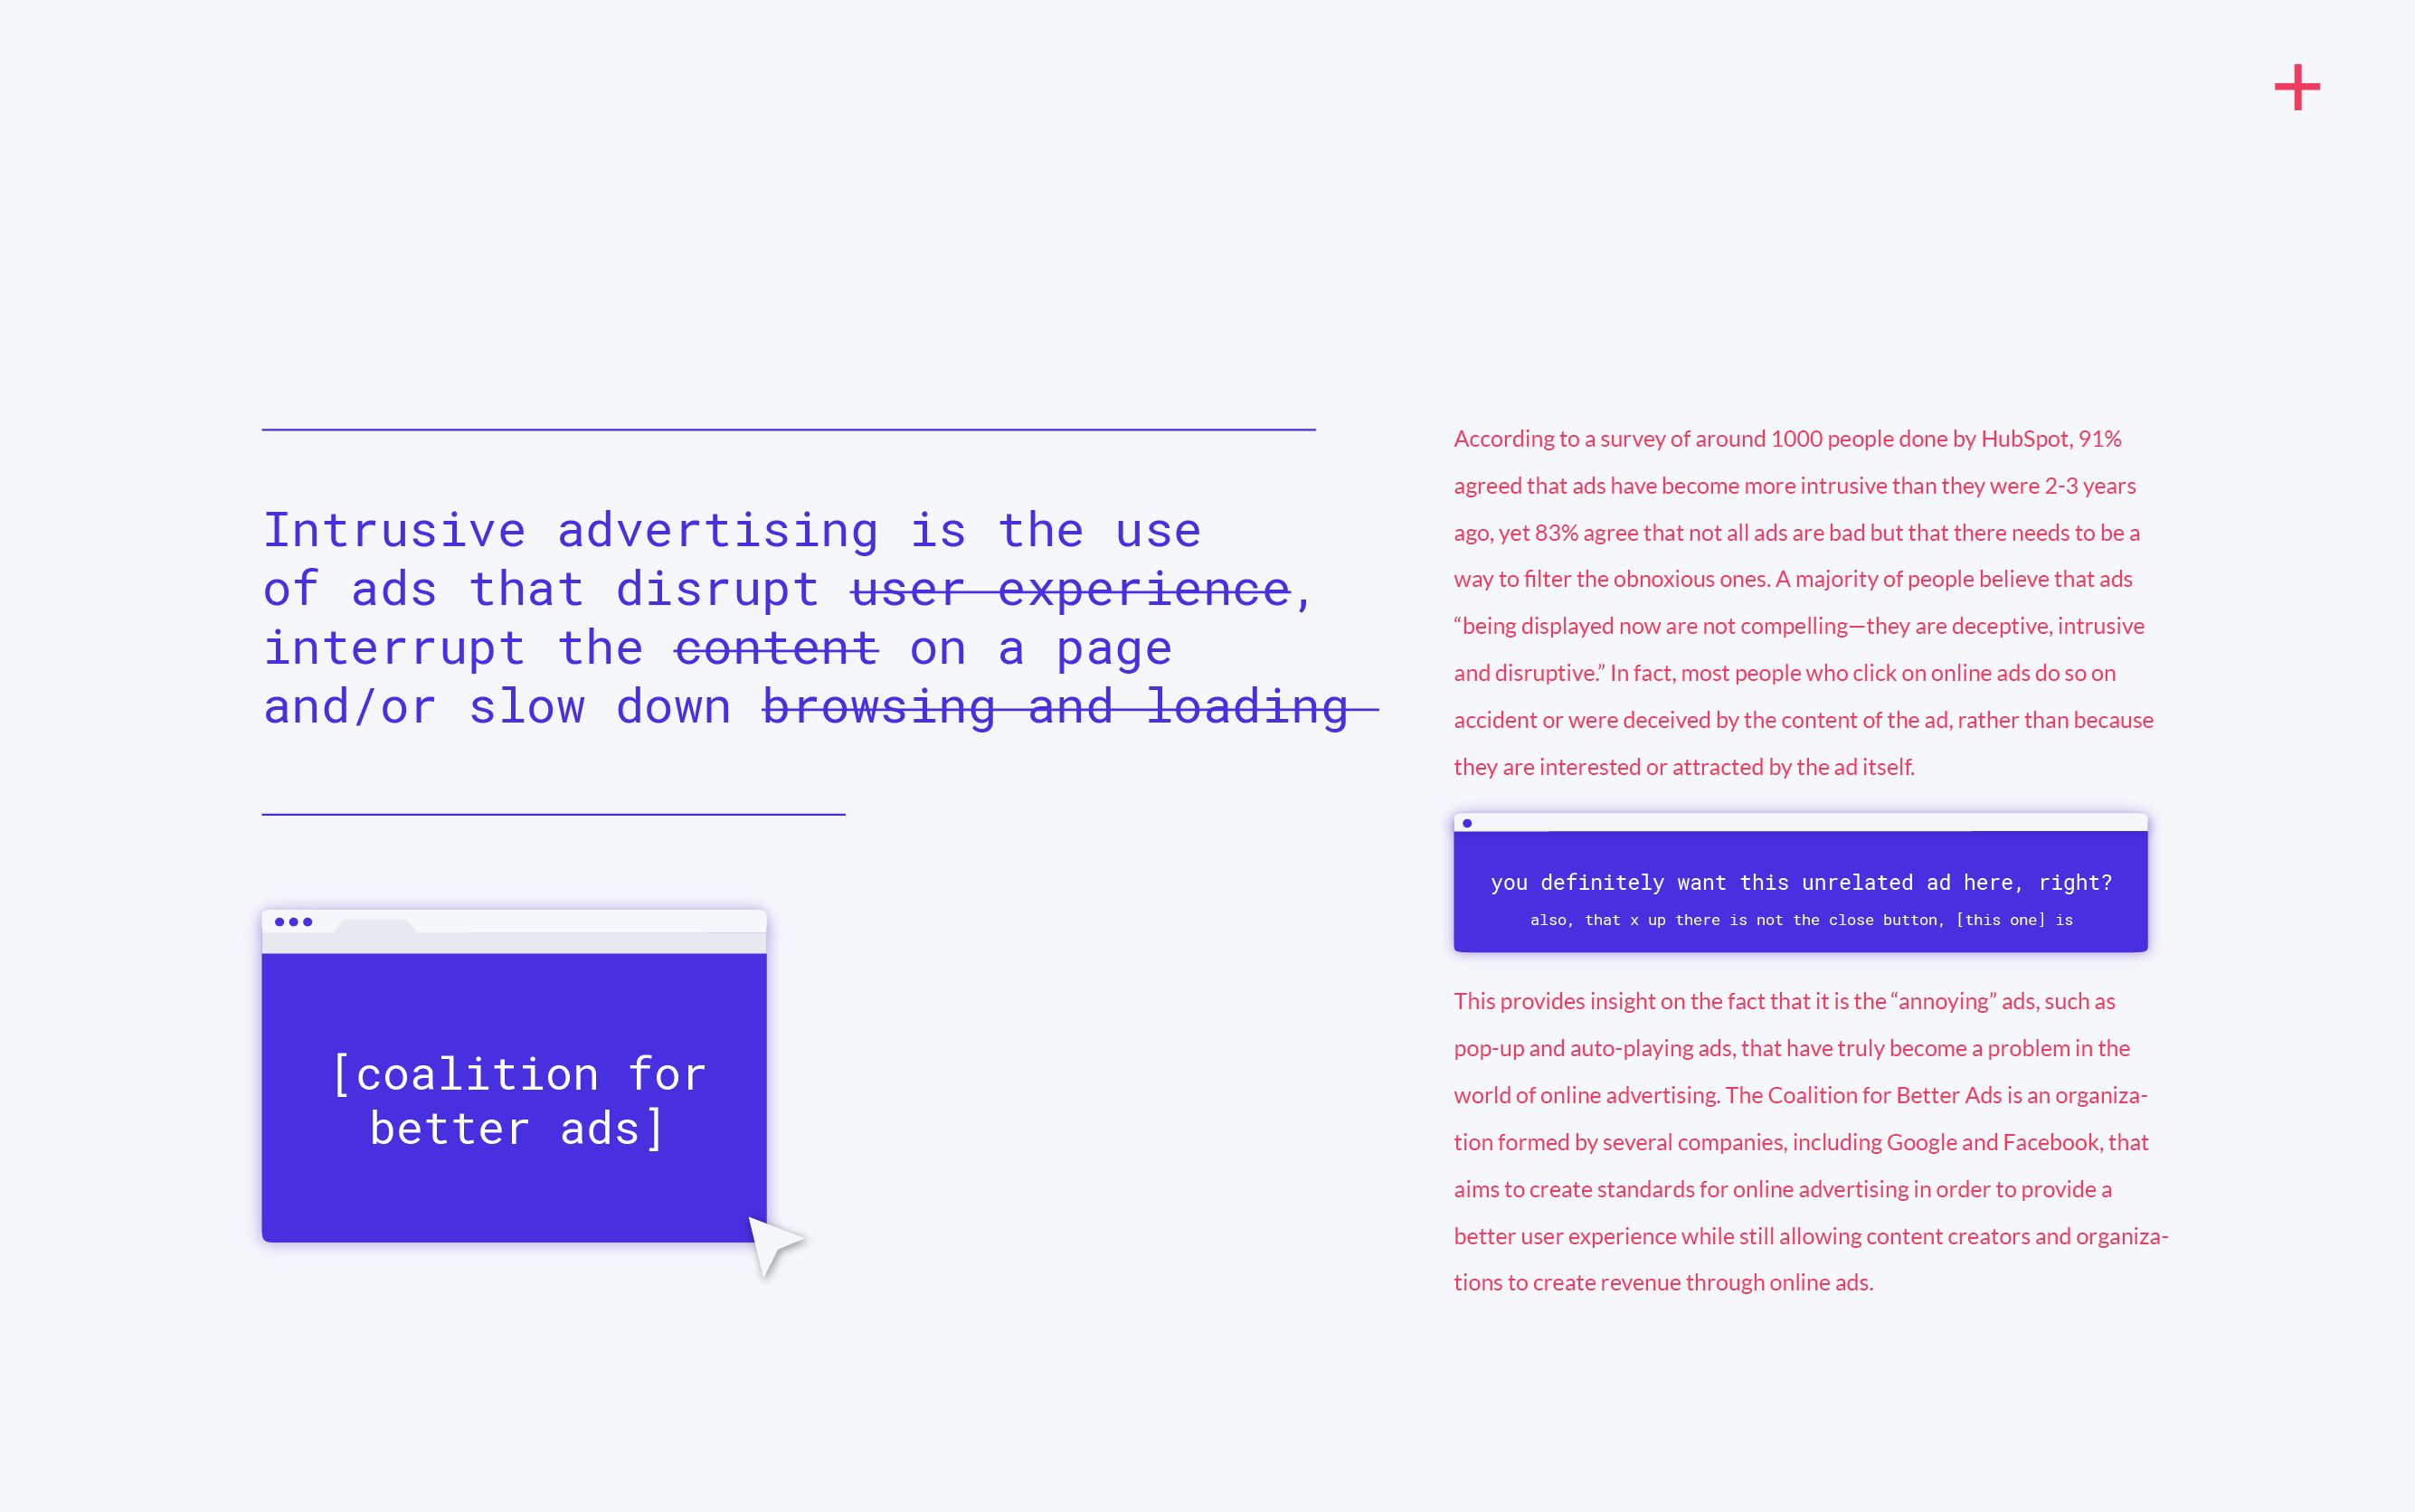 Intrusive advertising is the use
of ads that disrupt user experience,
interrupt the content on a page
and/or slow down browsing and loading
[coalition for
better ads]
According to a survey of around 1000 people done by HubSpot, 91%
agreed that ads have become more intrusive than they were 2-3 years
ago, yet 83% agree that not all ads are bad but that there needs to be a
way to filter the obnoxious ones. A majority of people believe that ads
“being displayed now are not compelling—they are deceptive, intrusive
and disruptive.” In fact, most people who click on online ads do so on
accident or were deceived by the content of the ad, rather than because
they are interested or attracted by the ad itself.
you definitely want this unrelated ad here, right?
also, that x up there is not the close button, [this one] is
This provides insight on the fact that it is the “annoying” ads, such as
pop-up and auto-playing ads, that have truly become a problem in the
world of online advertising. The Coalition for Better Ads is an organiza-
tion formed by several companies, including Google and Facebook, that
aims to create standards for online advertising in order to provide a
better user experience while still allowing content creators and organiza-
tions to create revenue through online ads.